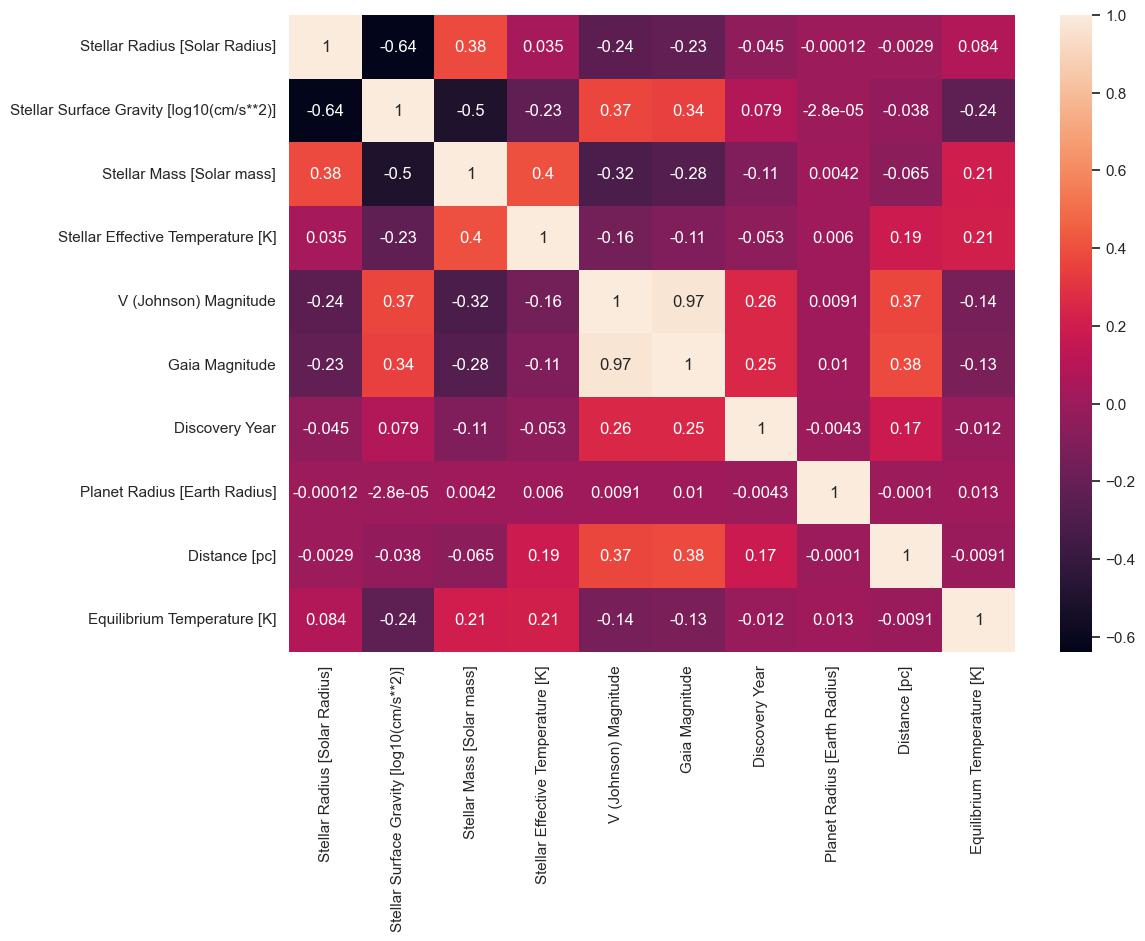 Stellar Radius [Solar Radius] 1 -0.64 0.38 0.035 -0.24 -0.23 -0.045 -0.00012 -0.0029 0.084
Stellar Surface Gravity [log10(cm/s**2)] -0.64 1 -0.5 -0.23 0.37 0.34 0.079 -2.8e-05 -0.038 -0.24
Stellar Mass [Solar mass] 0.38 -0.5 1 0.4 -0.32 -0.28 -0.11 0.0042 -0.065 0.21
Stellar Effective Temperature [K] 0.035 -0.23 0.4 1 -0.16 -0.11 -0.053 0.006 0.19 0.21
V (Johnson) Magnitude -0.24 0.37 -0.32 -0.16 1 0.97 0.26 0.0091 0.37 -0.14
Gaia Magnitude -0.23 0.34 -0.28 -0.11 0.97 1 0.25 0.01 0.38 -0.13
Discovery Year -0.045 0.079 -0.11 -0.053 0.26 0.25 1 -0.0043 0.17 -0.012
Planet Radius [Earth Radius] -0.00012 -2.8e-05 0.0042 0.006 0.0091 0.01 -0.0043 1 -0.0001 0.013
Distance [pc] -0.0029 -0.038 -0.065 0.19 0.37 0.38 0.17 -0.0001 1 -0.0091
Equilibrium Temperature [K] 0.084 -0.24 0.21 0.21 -0.14 -0.13 -0.012 0.013 -0.0091 1
Stellar Radius [Solar Radius]
Stellar Surface Gravity [log10(cm/s**2)]
Stellar Mass [Solar mass]
Stellar Effective Temperature [K]
V (Johnson) Magnitude
Gaia Magnitude
Discovery Year
Planet Radius [Earth Radius]
Distance [pc]
Equilibrium Temperature [K]
1.0
0.8
0.6
0.4
0.2
0.0
−0.2
−0.4
−0.6